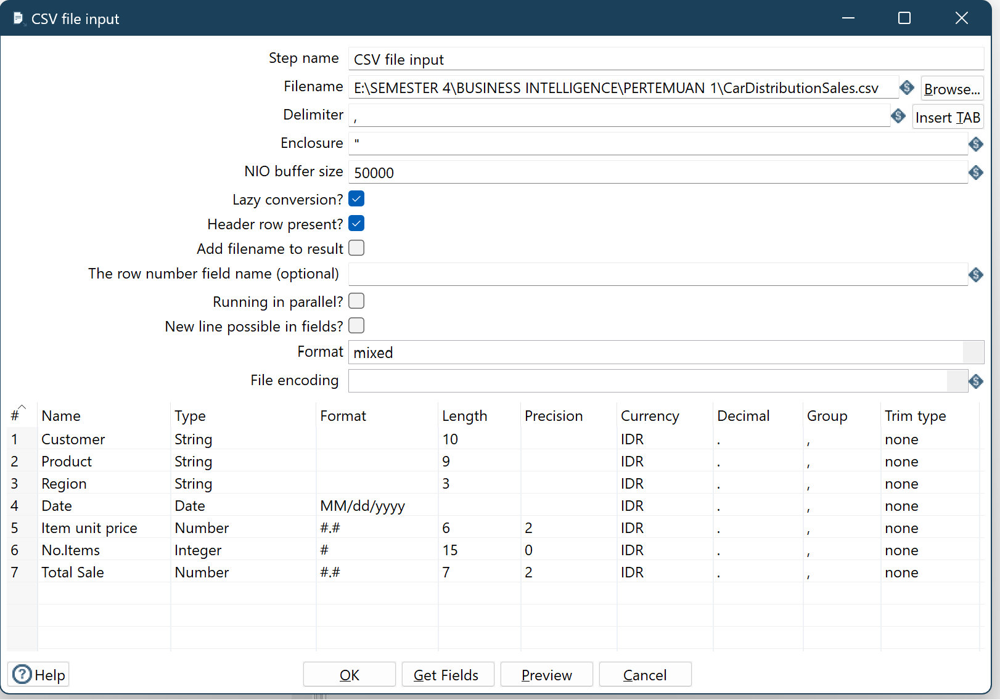 CSV file input
Step name CSV file input
Filename E:\SEMESTER 4\BUSINESS INTELLIGENCE\PERTEMUAN 1\CarDistributionSales.csv Browse...
Delimiter , Insert TAB
Enclosure "
NIO buffer size 50000
Lazy conversion?
Header row present?
Add filename to result
The row number field name (optional)
Running in parallel?
New line possible in fields?
Format mixed
File encoding
# Name Type Format Length Precision Currency Decimal Group Trim type
1 Customer String 10 IDR . , none
2 Product String 9 IDR . , none
3 Region String 3 IDR . , none
4 Date Date MM/dd/yyyy IDR . , none
5 Item unit price Number #.# 6 2 IDR . , none
6 No.Items Integer # 15 0 IDR . , none
7 Total Sale Number #.# 7 2 IDR . , none
Help OK Get Fields Preview Cancel